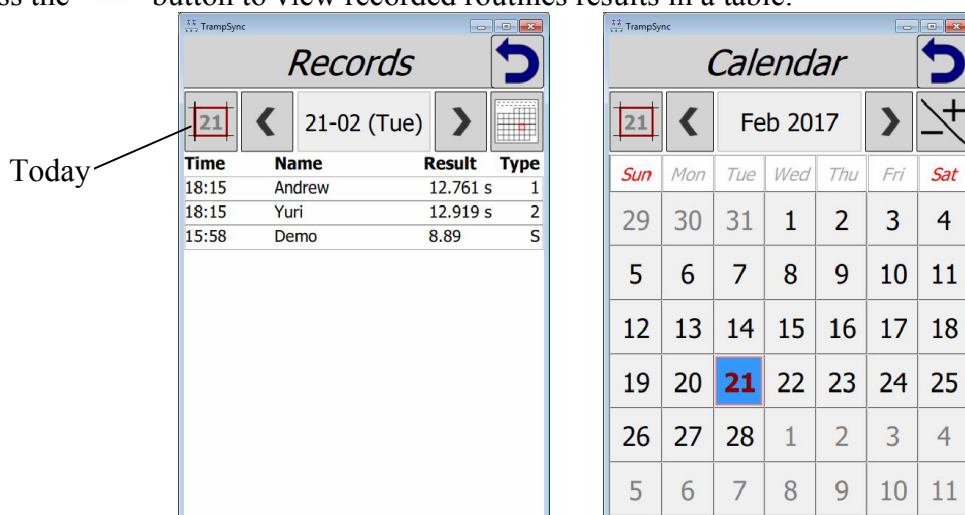 ss the button to view recorded routines results in a table.
TrampSync
Records
21 21-02 (Tue)
Today
Time Name Result Type
18:15 Andrew 12.761 s 1
18:15 Yuri 12.919 s 2
15:58 Demo 8.89 S
TrampSync
Calendar
21 Feb 2017
Sun Mon Tue Wed Thu Fri Sat
29 30 31 1 2 3 4
5 6 7 8 9 10 11
12 13 14 15 16 17 18
19 20 21 22 23 24 25
26 27 28 1 2 3 4
5 6 7 8 9 10 11